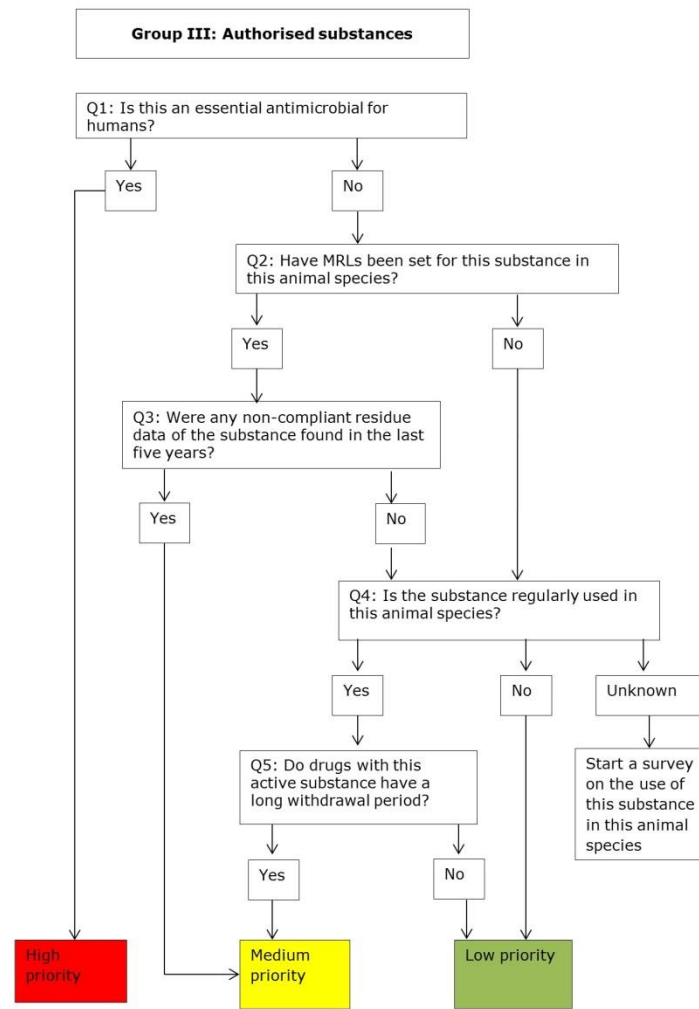 Group III: Authorised substances
Q1: Is this an essential antimicrobial for
humans?
Yes
No
Q2: Have MRLs been set for this substance in
this animal species?
Yes
No
Q3: Were any non-compliant residue
data of the substance found in the last
five years?
Yes
No
Q4: Is the substance regularly used in
this animal species?
Yes
No
Unknown
Q5: Do drugs with this
active substance have a
long withdrawal period?
Start a survey
on the use of
this substance
in this animal
species
Yes
No
High
priority
Medium
priority
Low priority